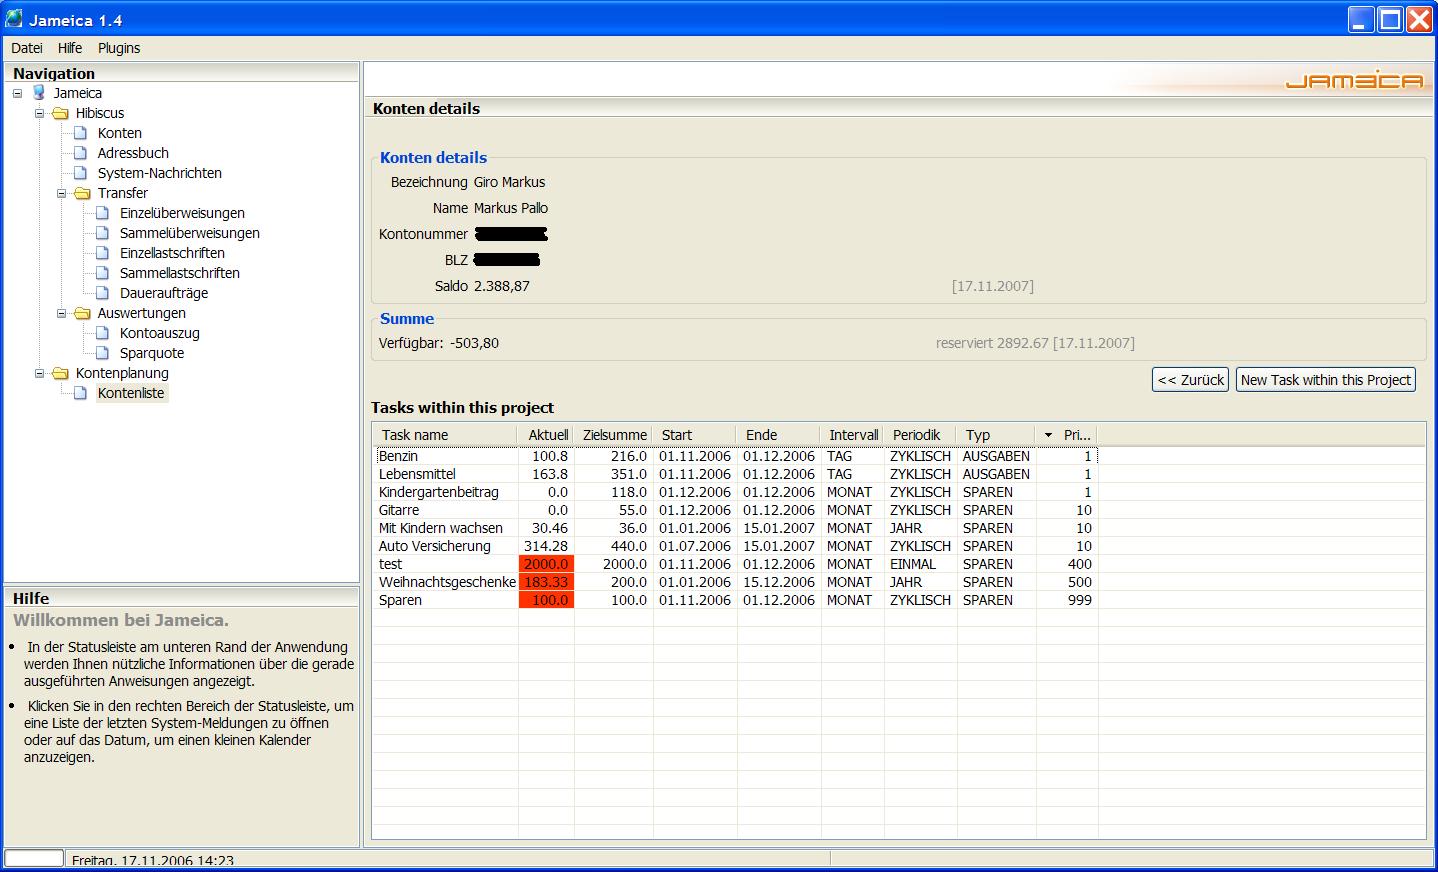 Jameica 1.4
Datei Hilfe Plugins
Navigation
Jameica
Hibiscus
Konten
Adressbuch
System-Nachrichten
Transfer
Einzelüberweisungen
Sammelüberweisungen
Einzellastschriften
Sammellastschriften
Daueraufträge
Auswertungen
Kontoauszug
Sparquote
Kontenplanung
Kontenliste
Hilfe
Willkommen bei Jameica.
• In der Statusleiste am unteren Rand der Anwendung
werden Ihnen nützliche Informationen über die gerade
ausgeführten Anweisungen angezeigt.
• Klicken Sie in den rechten Bereich der Statusleiste, um
eine Liste der letzten System-Meldungen zu öffnen
oder auf das Datum, um einen kleinen Kalender
anzuzeigen.
JAMEICA
Konten details
Konten details
Bezeichnung Giro Markus
Name Markus Pallo
Kontonummer
BLZ
Saldo 2.388,87 [17.11.2007]
Summe
Verfügbar: -503,80 reserviert 2892.67 [17.11.2007]
<< Zurück New Task within this Project
Tasks within this project
Task name Aktuell Zielsumme Start Ende Intervall Periodik Typ Pri...
Benzin 100.8 216.0 01.11.2006 01.12.2006 TAG ZYKLISCH AUSGABEN 1
Lebensmittel 163.8 351.0 01.11.2006 01.12.2006 TAG ZYKLISCH AUSGABEN 1
Kindergartenbeitrag 0.0 118.0 01.12.2006 01.12.2006 MONAT ZYKLISCH SPAREN 1
Gitarre 0.0 55.0 01.12.2006 01.12.2006 MONAT ZYKLISCH SPAREN 10
Mit Kindern wachsen 30.46 36.0 01.01.2006 15.01.2007 MONAT JAHR SPAREN 10
Auto Versicherung 314.28 440.0 01.07.2006 15.01.2007 MONAT ZYKLISCH SPAREN 10
test 2000.0 2000.0 01.11.2006 01.12.2006 MONAT EINMAL SPAREN 400
Weihnachtsgeschenke 183.33 200.0 01.01.2006 15.12.2006 MONAT JAHR SPAREN 500
Sparen 100.0 100.0 01.11.2006 01.12.2006 MONAT ZYKLISCH SPAREN 999
Freitag, 17.11.2006 14:23